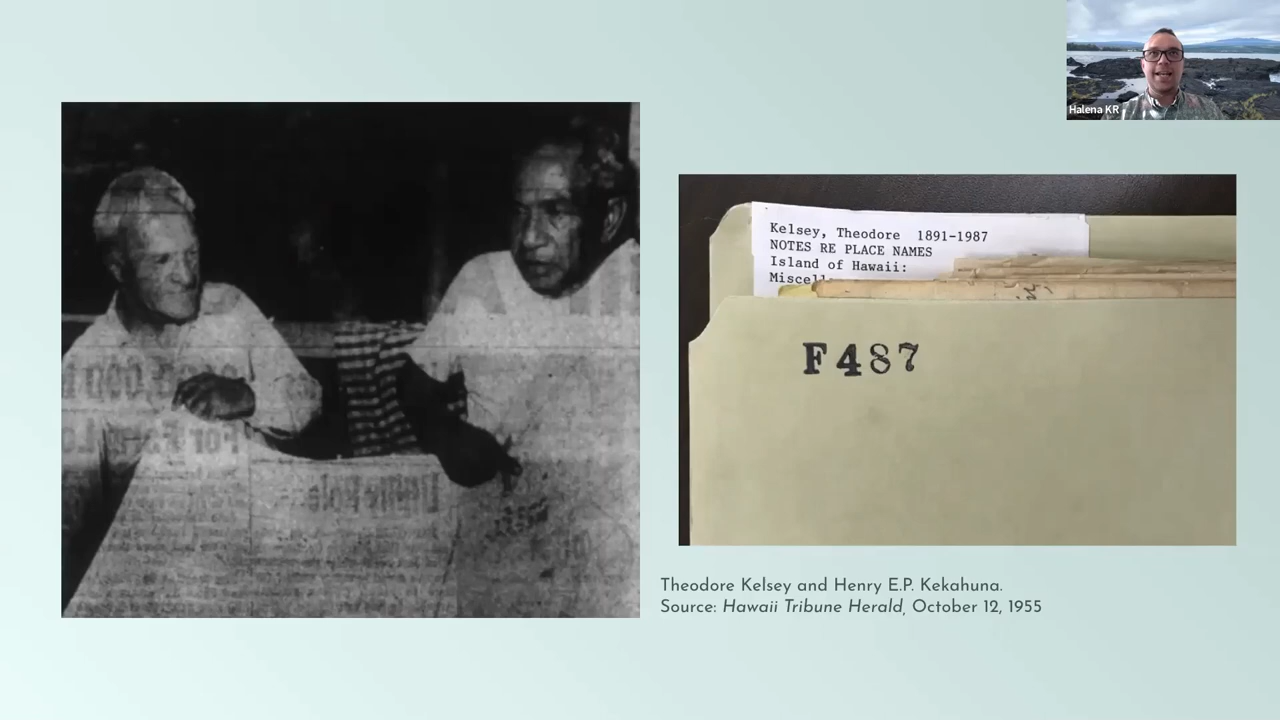 Halena KR
Kelsey, Theodore 1891-1987
NOTES RE PLACE NAMES
Island of Hawaii:
F487
Theodore Kelsey and Henry E.P. Kekahuna.
Source: Hawaii Tribune Herald, October 12, 1955